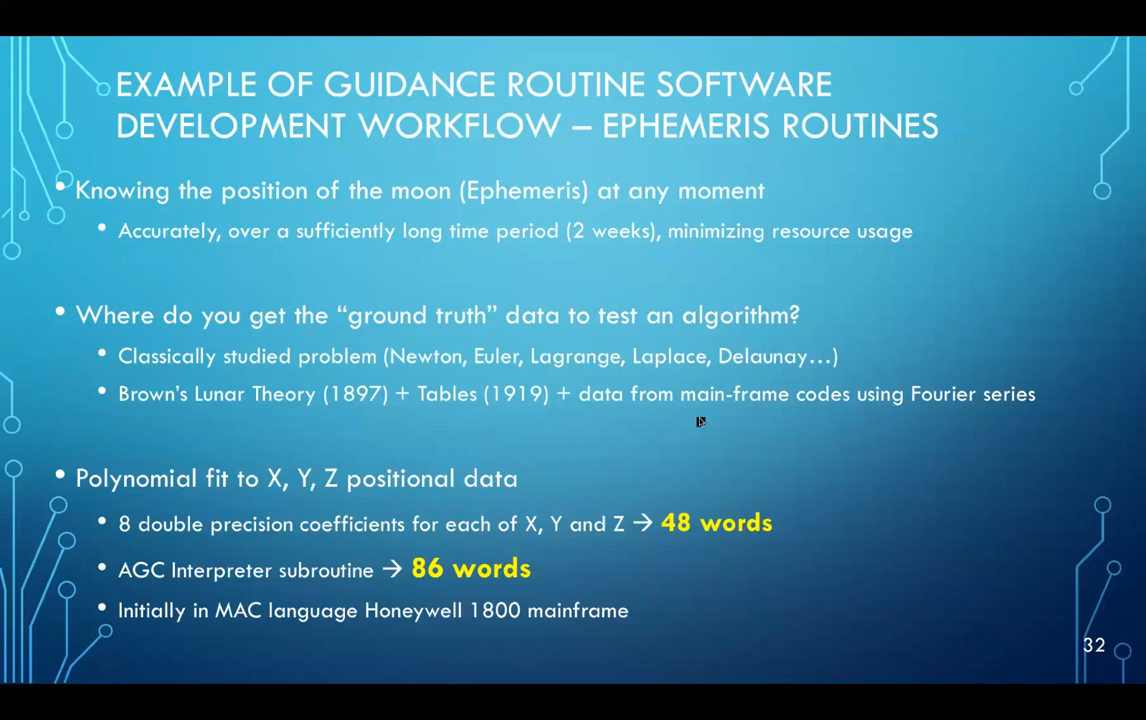 EXAMPLE OF GUIDANCE ROUTINE SOFTWARE
DEVELOPMENT WORKFLOW – EPHEMERIS ROUTINES
• Knowing the position of the moon (Ephemeris) at any moment
• Accurately, over a sufficiently long time period (2 weeks), minimizing resource usage
• Where do you get the “ground truth” data to test an algorithm?
• Classically studied problem (Newton, Euler, Lagrange, Laplace, Delaunay…)
• Brown’s Lunar Theory (1897) + Tables (1919) + data from main-frame codes using Fourier series
• Polynomial fit to X, Y, Z positional data
• 8 double precision coefficients for each of X, Y and Z → 48 words
• AGC Interpreter subroutine → 86 words
• Initially in MAC language Honeywell 1800 mainframe
32